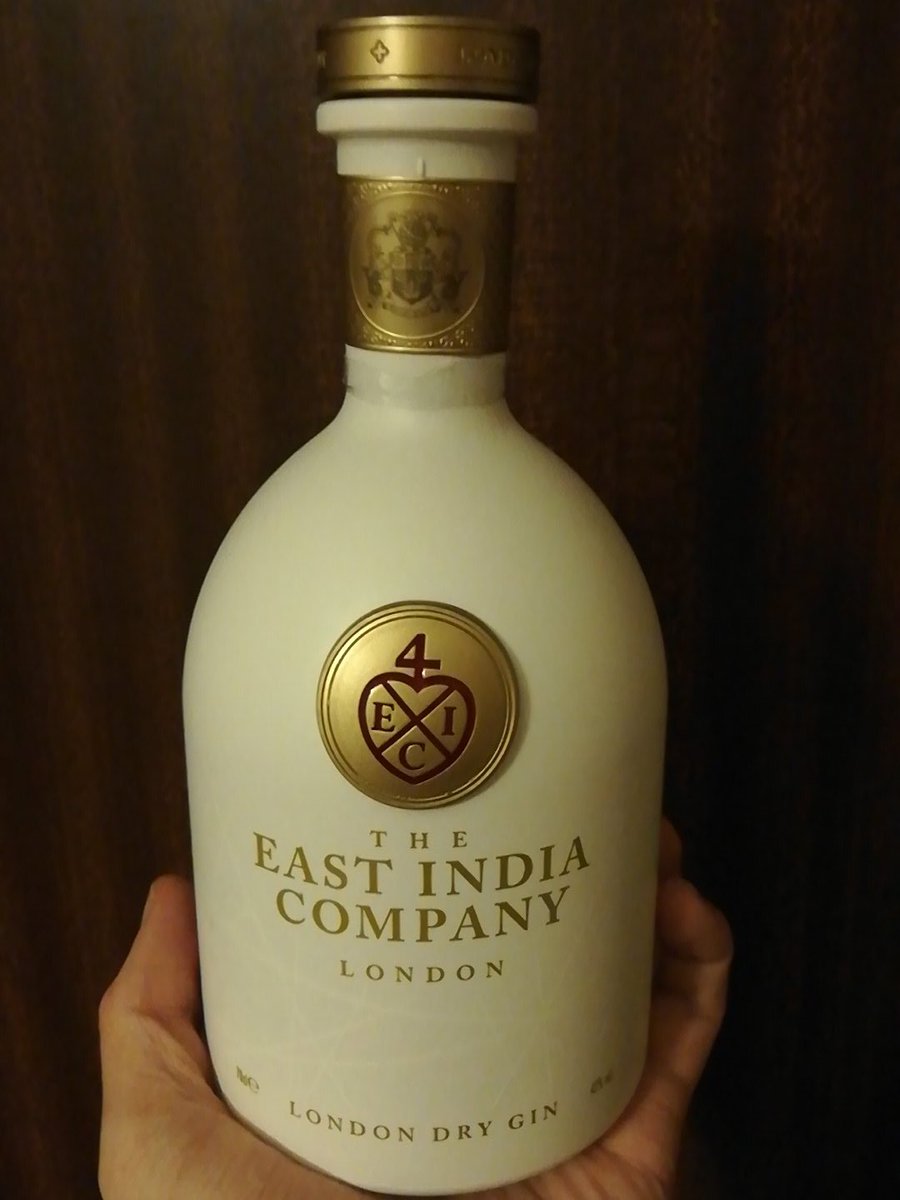 4
E I
C
THE
EAST INDIA
COMPANY
LONDON
LONDON DRY GIN